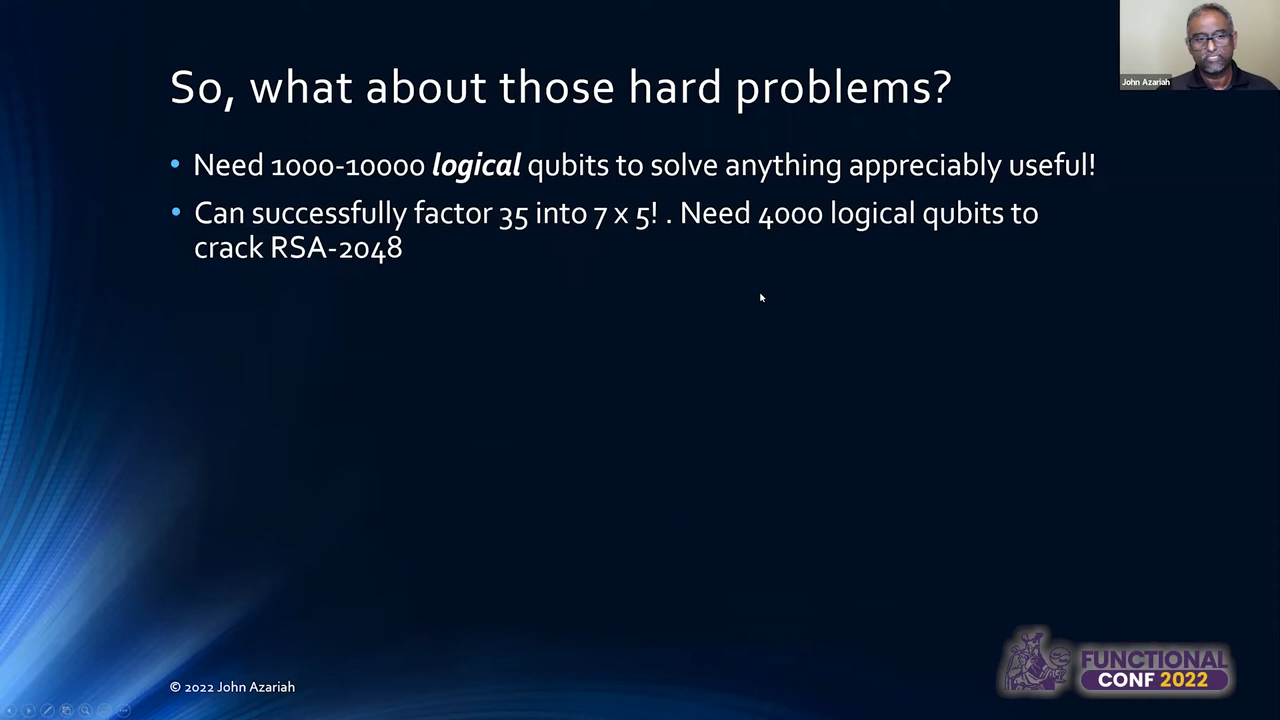 John Azariah
So, what about those hard problems?
• Need 1000-10000 logical qubits to solve anything appreciably useful!
• Can successfully factor 35 into 7 x 5! . Need 4000 logical qubits to
crack RSA-2048
© 2022 John Azariah
FUNCTIONAL
CONF 2022